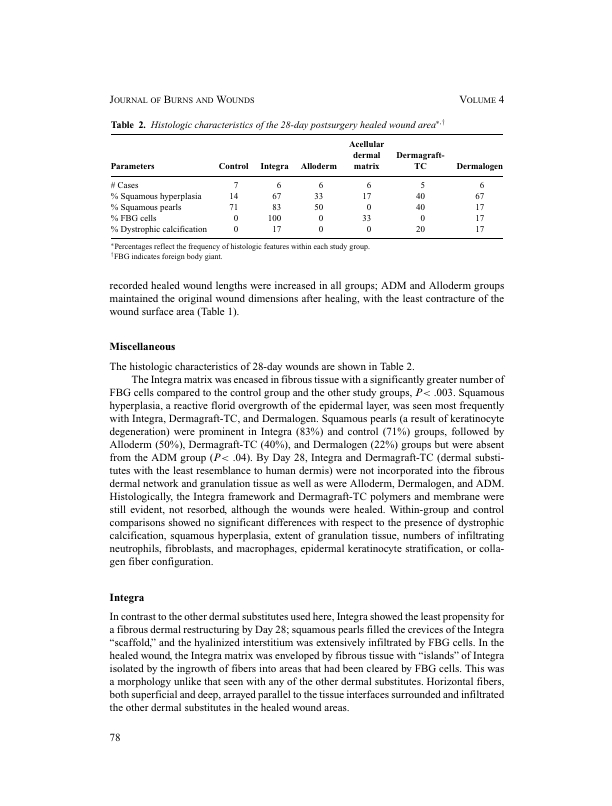 JOURNAL OF BURNS AND WOUNDS VOLUME 4
Table 2. Histologic characteristics of the 28-day postsurgery healed wound area*,†
Acellular
dermal Dermagraft-
Parameters Control Integra Alloderm matrix TC Dermalogen
# Cases 7 6 6 6 5 6
% Squamous hyperplasia 14 67 33 17 40 67
% Squamous pearls 71 83 50 0 40 17
% FBG cells 0 100 0 33 0 17
% Dystrophic calcification 0 17 0 0 20 17
*Percentages reflect the frequency of histologic features within each study group.
†FBG indicates foreign body giant.
recorded healed wound lengths were increased in all groups; ADM and Alloderm groups
maintained the original wound dimensions after healing, with the least contracture of the
wound surface area (Table 1).
Miscellaneous
The histologic characteristics of 28-day wounds are shown in Table 2.
The Integra matrix was encased in fibrous tissue with a significantly greater number of
FBG cells compared to the control group and the other study groups, P < .003. Squamous
hyperplasia, a reactive florid overgrowth of the epidermal layer, was seen most frequently
with Integra, Dermagraft-TC, and Dermalogen. Squamous pearls (a result of keratinocyte
degeneration) were prominent in Integra (83%) and control (71%) groups, followed by
Alloderm (50%), Dermagraft-TC (40%), and Dermalogen (22%) groups but were absent
from the ADM group (P < .04). By Day 28, Integra and Dermagraft-TC (dermal substi-
tutes with the least resemblance to human dermis) were not incorporated into the fibrous
dermal network and granulation tissue as well as were Alloderm, Dermalogen, and ADM.
Histologically, the Integra framework and Dermagraft-TC polymers and membrane were
still evident, not resorbed, although the wounds were healed. Within-group and control
comparisons showed no significant differences with respect to the presence of dystrophic
calcification, squamous hyperplasia, extent of granulation tissue, numbers of infiltrating
neutrophils, fibroblasts, and macrophages, epidermal keratinocyte stratification, or colla-
gen fiber configuration.
Integra
In contrast to the other dermal substitutes used here, Integra showed the least propensity for
a fibrous dermal restructuring by Day 28; squamous pearls filled the crevices of the Integra
“scaffold,” and the hyalinized interstitium was extensively infiltrated by FBG cells. In the
healed wound, the Integra matrix was enveloped by fibrous tissue with “islands” of Integra
isolated by the ingrowth of fibers into areas that had been cleared by FBG cells. This was
a morphology unlike that seen with any of the other dermal substitutes. Horizontal fibers,
both superficial and deep, arrayed parallel to the tissue interfaces surrounded and infiltrated
the other dermal substitutes in the healed wound areas.
78